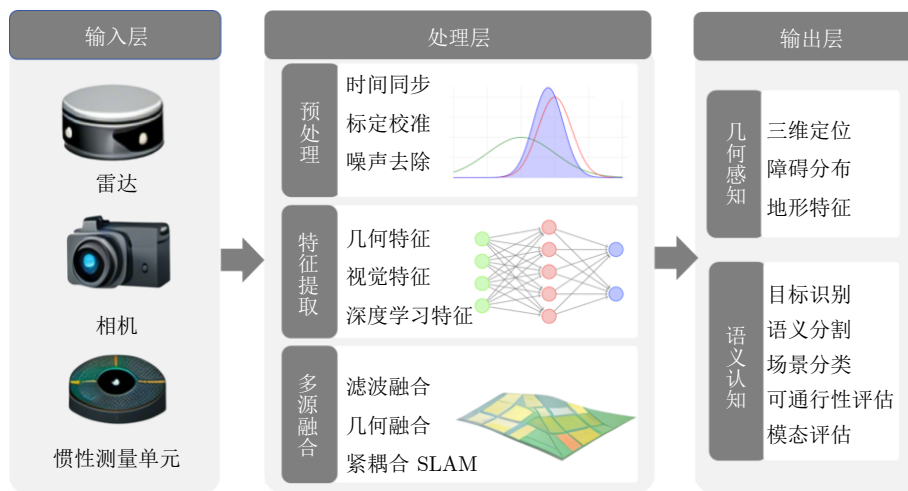 输入层
雷达
相机
惯性测量单元
处理层
预处理
时间同步
标定校准
噪声去除
特征提取
几何特征
视觉特征
深度学习特征
多源融合
滤波融合
几何融合
紧耦合 SLAM
输出层
几何感知
三维定位
障碍分布
地形特征
语义认知
目标识别
语义分割
场景分类
可通行性评估
模态评估